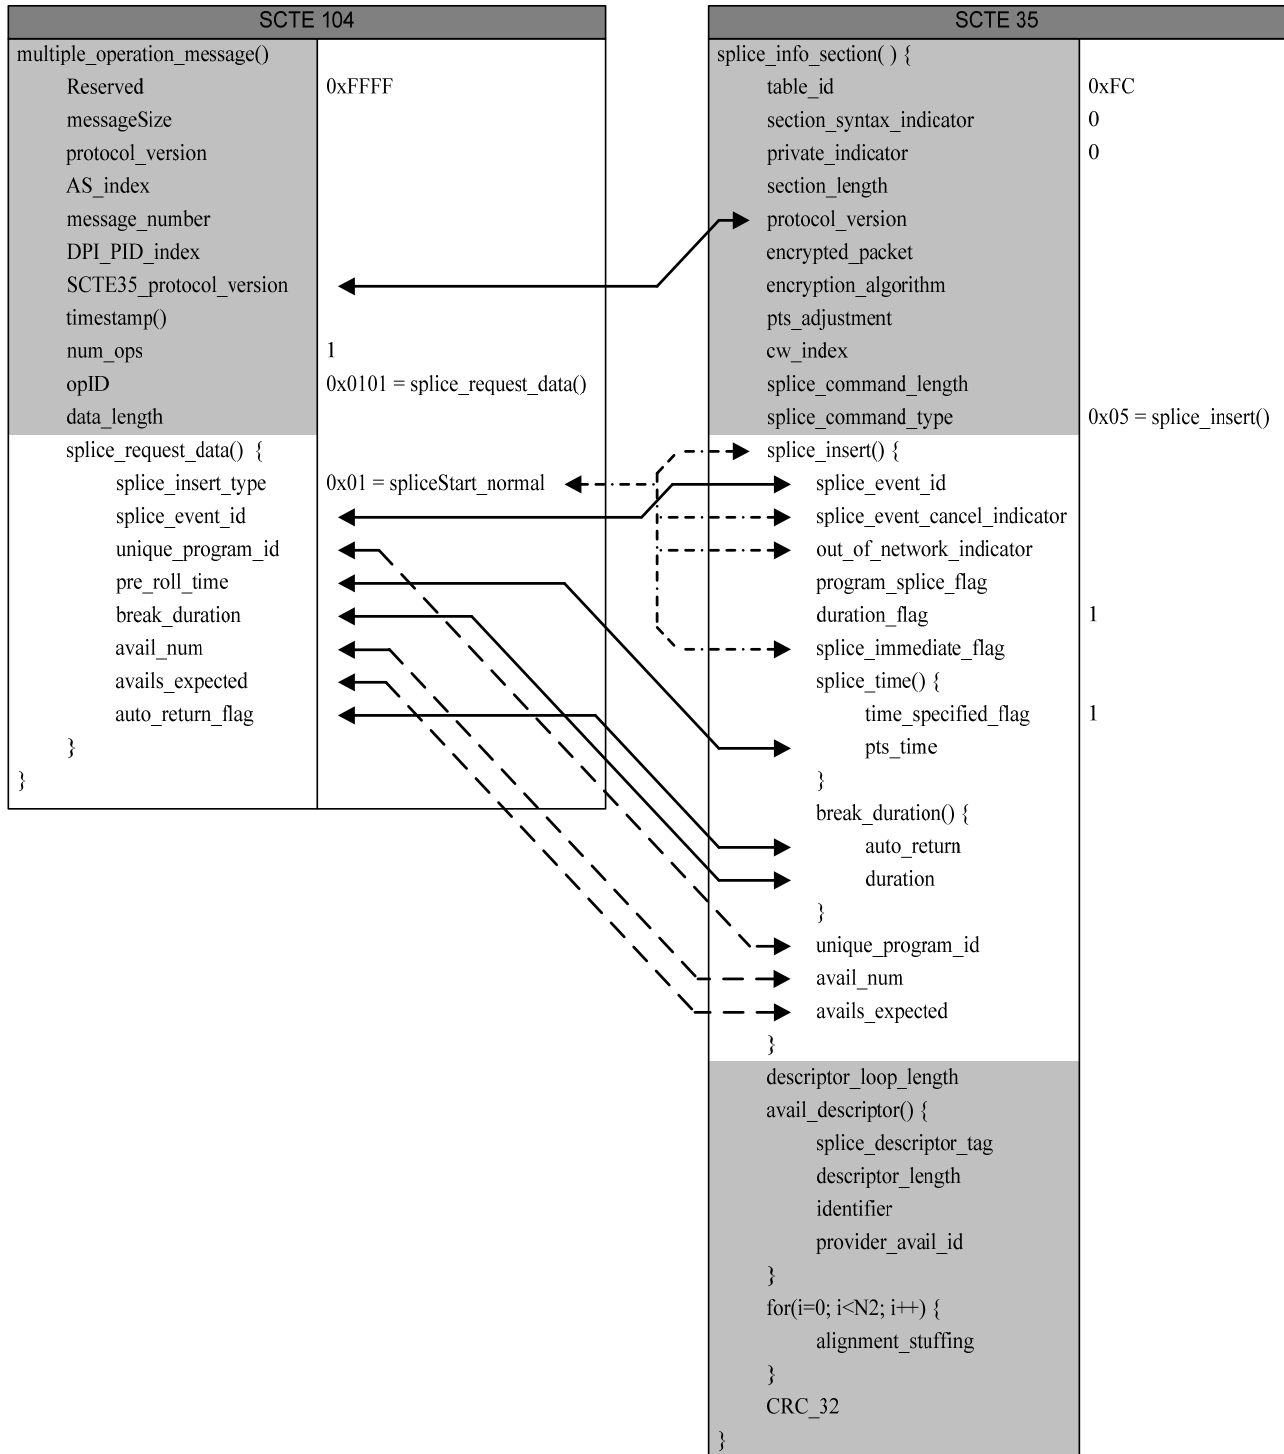 SCTE 104
multiple_operation_message()
Reserved 0xFFFF
messageSize
protocol_version
AS_index
message_number
DPI_PID_index
SCTE35_protocol_version
timestamp()
num_ops 1
opID 0x0101 = splice_request_data()
data_length
splice_request_data() {
splice_insert_type 0x01 = spliceStart_normal
splice_event_id
unique_program_id
pre_roll_time
break_duration
avail_num
avails_expected
auto_return_flag
}
}
SCTE 35
splice_info_section( ) {
table_id 0xFC
section_syntax_indicator 0
private_indicator 0
section_length
protocol_version
encrypted_packet
encryption_algorithm
pts_adjustment
cw_index
splice_command_length
splice_command_type 0x05 = splice_insert()
splice_insert() {
splice_event_id
splice_event_cancel_indicator
out_of_network_indicator
program_splice_flag
duration_flag 1
splice_immediate_flag
splice_time() {
time_specified_flag 1
pts_time
}
break_duration() {
auto_return
duration
}
unique_program_id
avail_num
avails_expected
}
descriptor_loop_length
avail_descriptor() {
splice_descriptor_tag
descriptor_length
identifier
provider_avail_id
}
for(i=0; i<N2; i++) {
alignment_stuffing
}
CRC_32
}